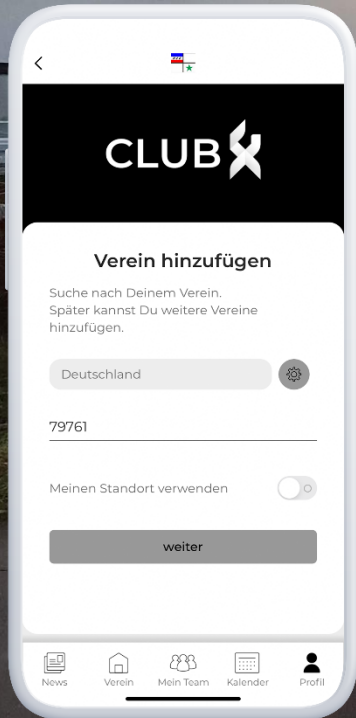 CLUB X
Verein hinzufügen
Suche nach Deinem Verein.
Später kannst Du weitere Vereine
hinzufügen.
Deutschland
79761
Meinen Standort verwenden
weiter
News Verein Mein Team Kalender Profil